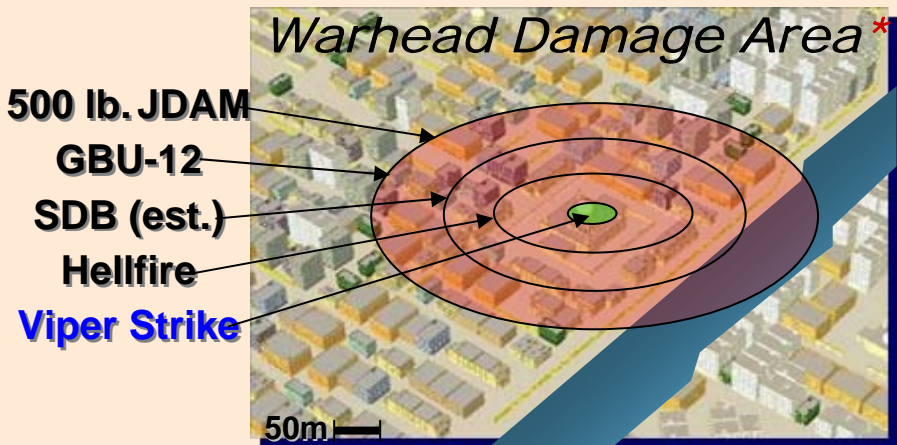 Warhead Damage Area*
500 lb. JDAM
GBU-12
SDB (est.)
Hellfire
Viper Strike
50m